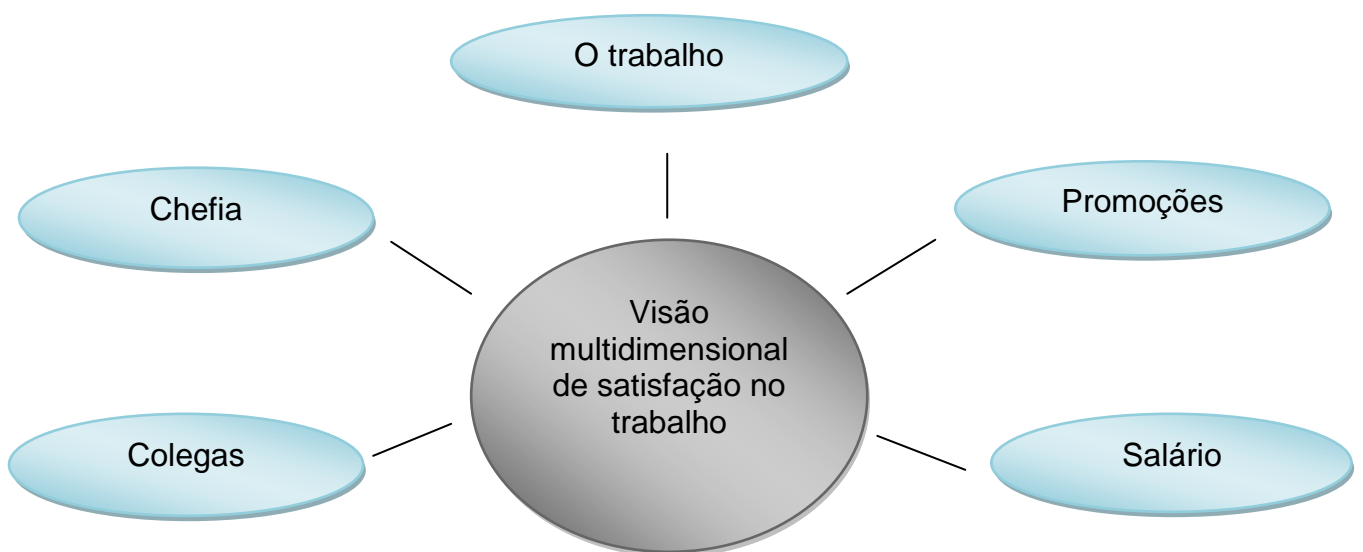 O trabalho
Chefia
Promoções
Visão
multidimensional
de satisfação no
trabalho
Colegas
Salário